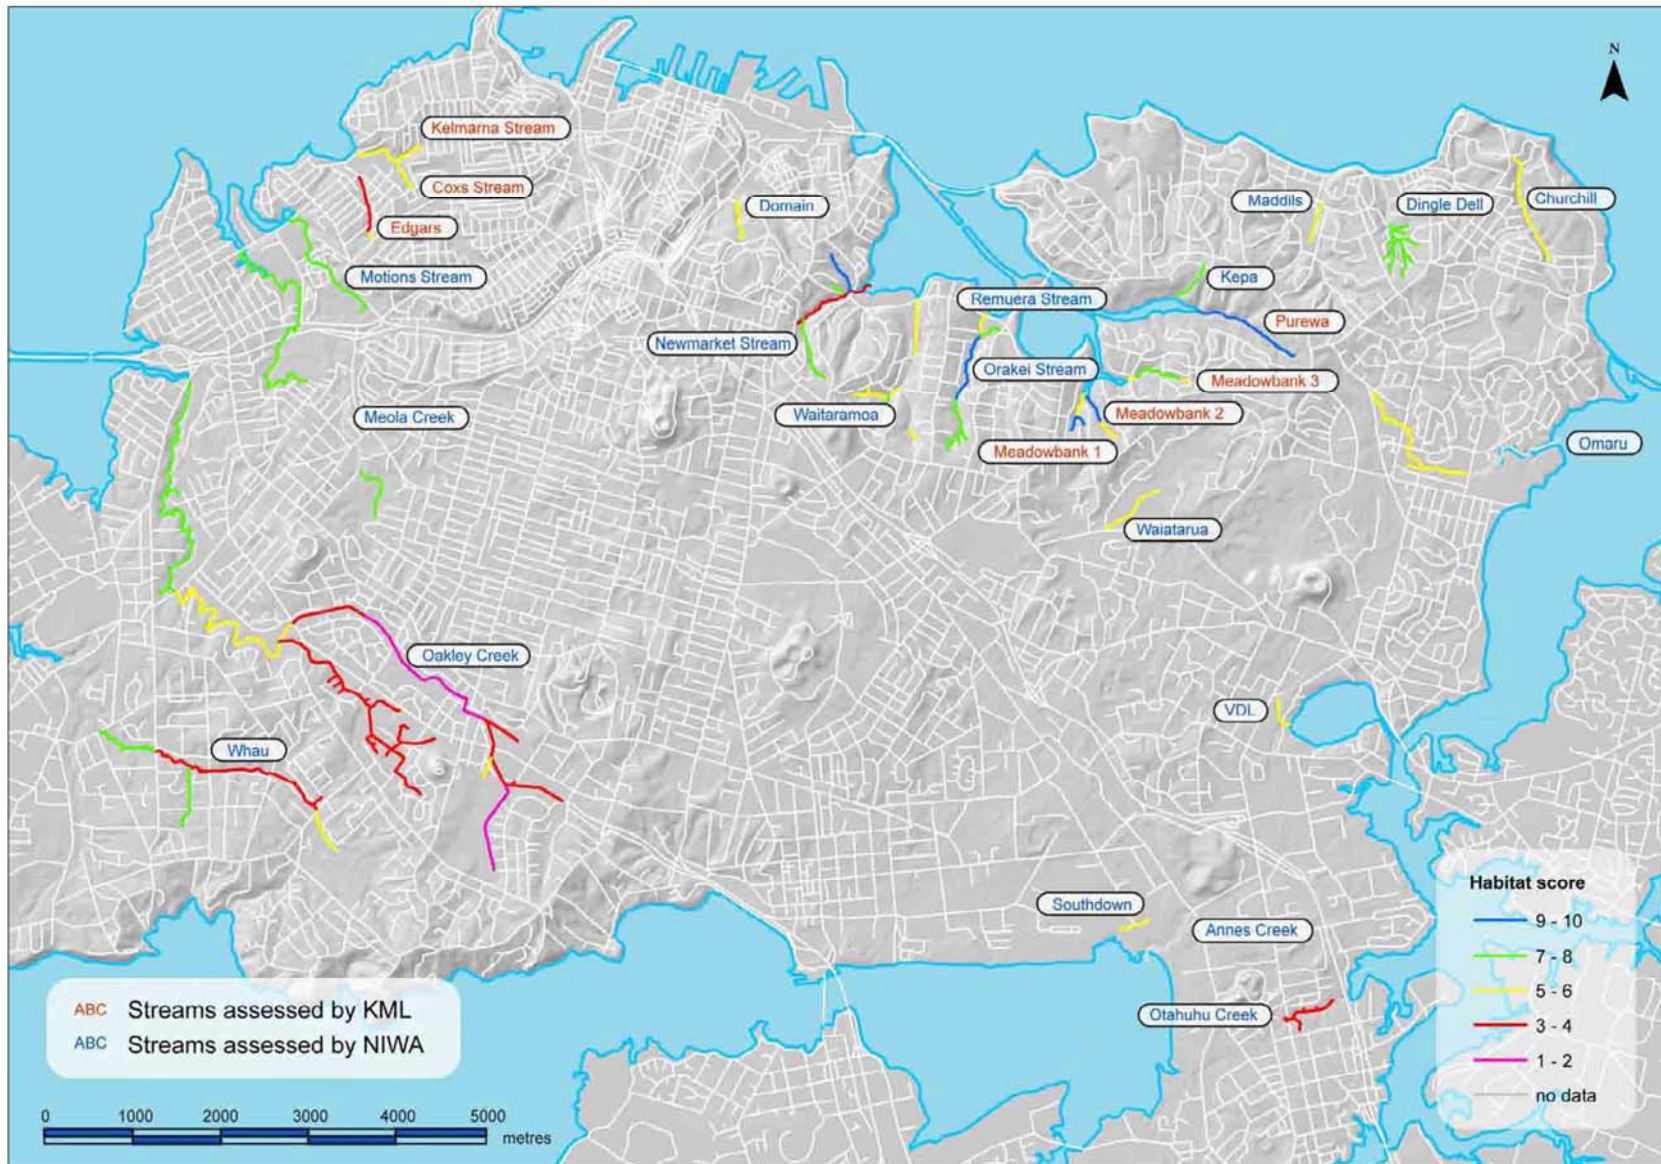 N
Kelmarna Stream
Coxs Stream
Edgars
Motions Stream
Domain
Maddils
Dingle Dell
Churchill
Kepa
Remuera Stream
Purewa
Newmarket Stream
Orakei Stream
Meadowbank 3
Meola Creek
Waitaramoa
Meadowbank 2
Meadowbank 1
Omaru
Waiatarua
Oakley Creek
VDL
Whau
Southdown
Annes Creek
Otahuhu Creek
Habitat score
9 - 10
7 - 8
5 - 6
3 - 4
1 - 2
no data
ABC Streams assessed by KML
ABC Streams assessed by NIWA
0 1000 2000 3000 4000 5000
metres